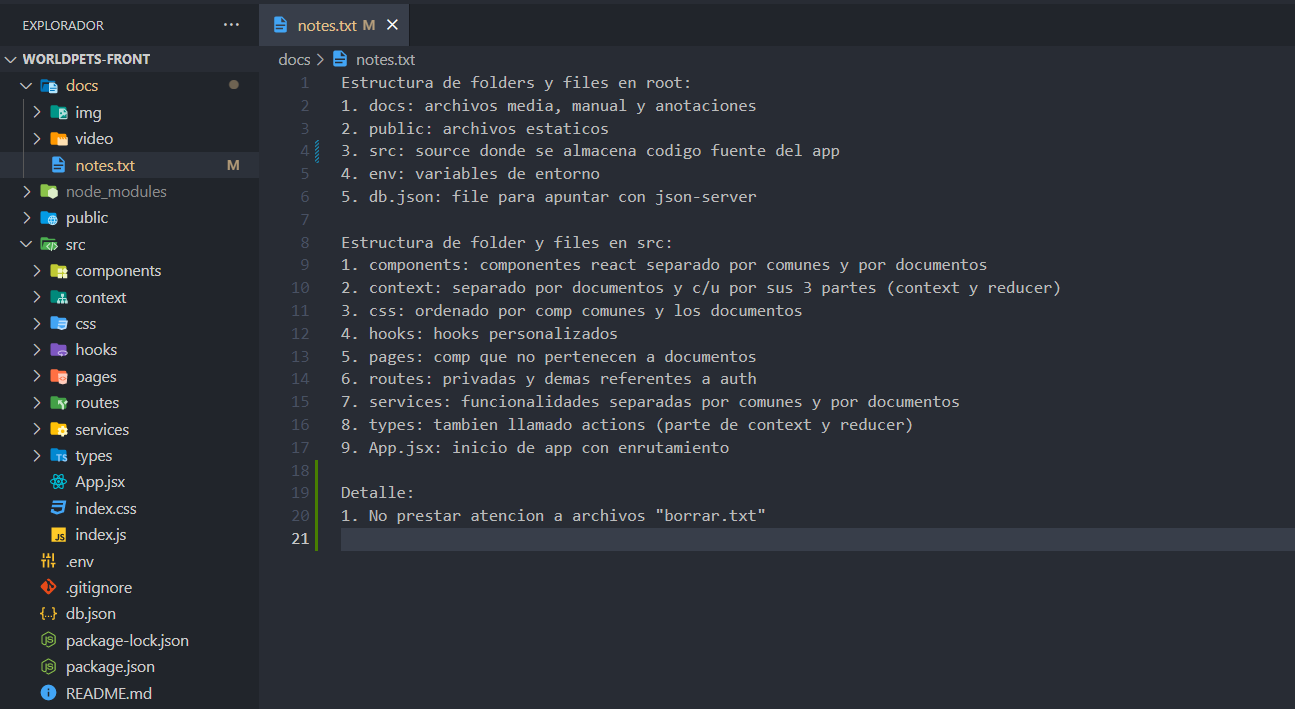 EXPLORADOR
WORLDPETS-FRONT
docs
img
video
notes.txt M
node_modules
public
src
components
context
css
hooks
pages
routes
services
types
App.jsx
index.css
index.js
.env
.gitignore
db.json
package-lock.json
package.json
README.md
notes.txt M
docs > notes.txt
1 Estructura de folders y files en root:
2 1. docs: archivos media, manual y anotaciones
3 2. public: archivos estaticos
4 3. src: source donde se almacena codigo fuente del app
5 4. env: variables de entorno
6 5. db.json: file para apuntar con json-server
7
8 Estructura de folder y files en src:
9 1. components: componentes react separado por comunes y por documentos
10 2. context: separado por documentos y c/u por sus 3 partes (context y reducer)
11 3. css: ordenado por comp comunes y los documentos
12 4. hooks: hooks personalizados
13 5. pages: comp que no pertenecen a documentos
14 6. routes: privadas y demas referentes a auth
15 7. services: funcionalidades separadas por comunes y por documentos
16 8. types: tambien llamado actions (parte de context y reducer)
17 9. App.jsx: inicio de app con enrutamiento
18
19 Detalle:
20 1. No prestar atencion a archivos "borrar.txt"
21